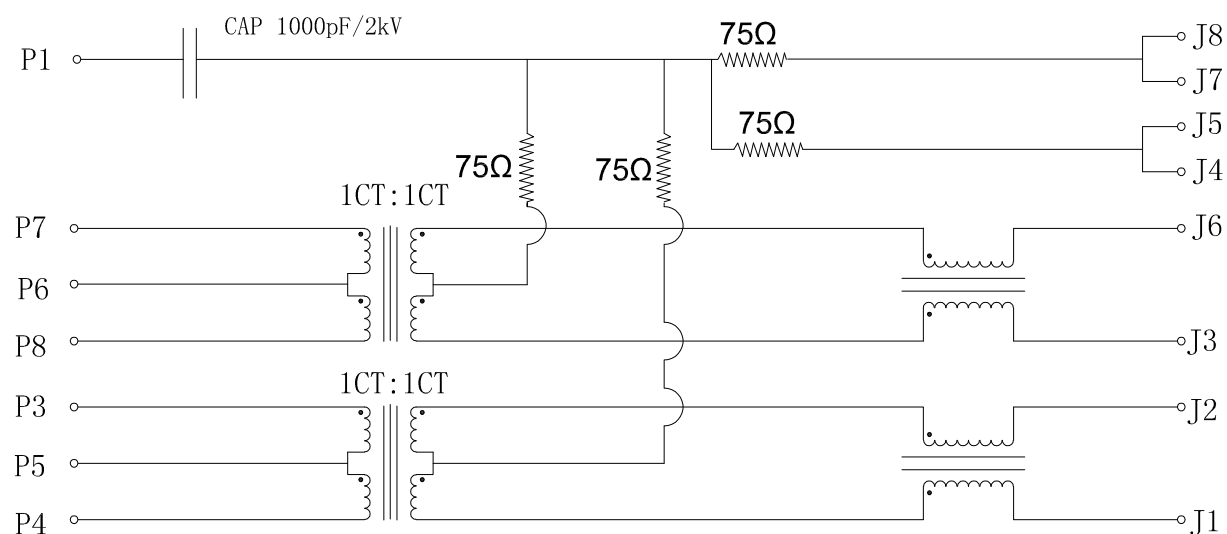 CAP 1000pF/2kV
75Ω
J8
P1
J7
75Ω
J5
75Ω
75Ω
J4
1CT:1CT
P7
J6
P6
P8
J3
1CT:1CT
P3
J2
P5
P4
J1